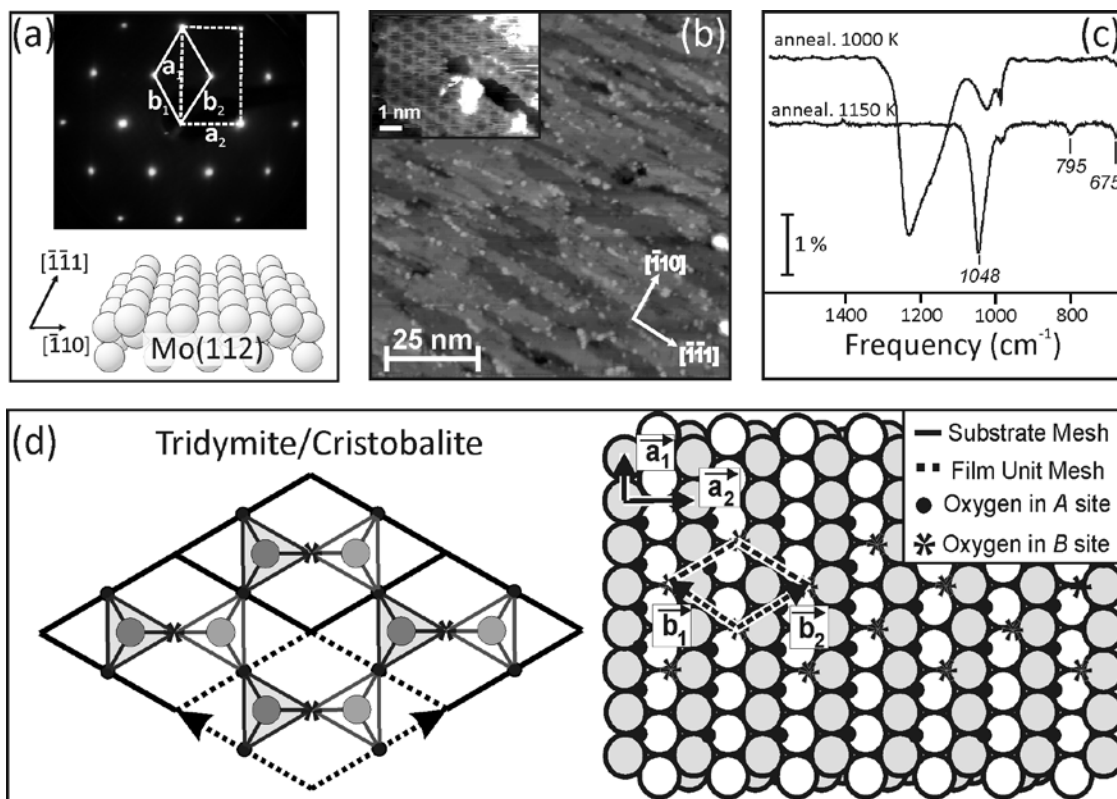 (a)
a₁
b₁
b₂
a₂
[1̄1̄1]
[1̄10]
Mo(112)
(b)
1 nm
25 nm
[1̄10]
[1̄1̄1]
(c)
anneal. 1000 K
anneal. 1150 K
795
675
1 %
1048
1400 1200 1000 800
Frequency (cm⁻¹)
(d)
Tridymite/Cristobalite
a₁
a₂
b₁
b₂
Substrate Mesh
Film Unit Mesh
Oxygen in A site
Oxygen in B site